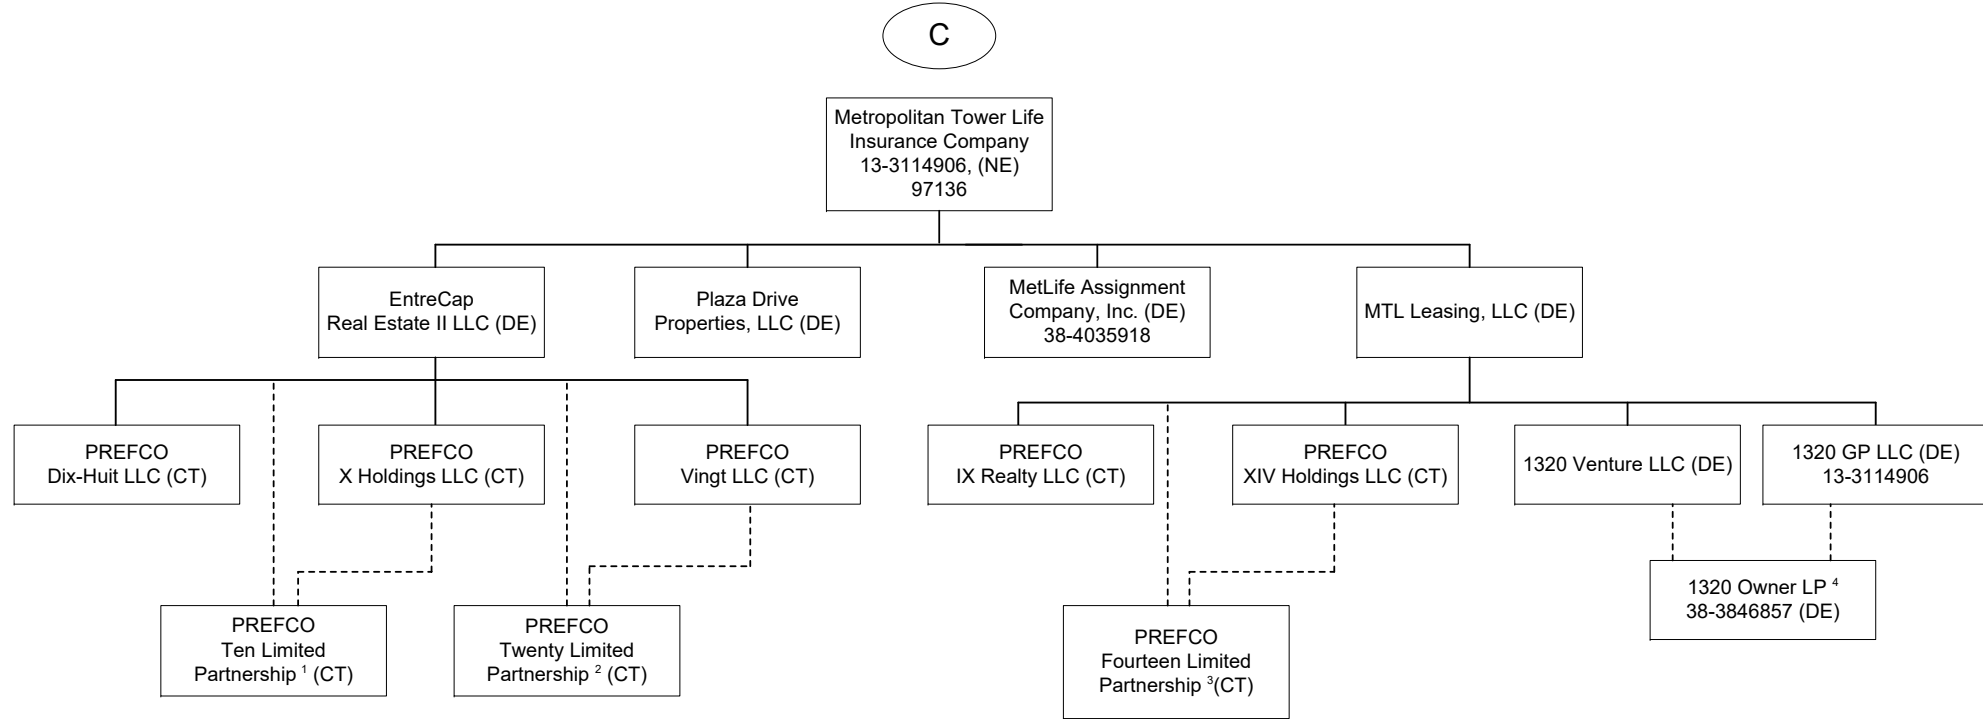 C
Metropolitan Tower Life
Insurance Company
13-3114906, (NE)
97136
EntreCap
Real Estate II LLC (DE)
Plaza Drive
Properties, LLC (DE)
MetLife Assignment
Company, Inc. (DE)
38-4035918
MTL Leasing, LLC (DE)
PREFCO
Dix-Huit LLC (CT)
PREFCO
X Holdings LLC (CT)
PREFCO
Vingt LLC (CT)
PREFCO
IX Realty LLC (CT)
PREFCO
XIV Holdings LLC (CT)
1320 Venture LLC (DE)
1320 GP LLC (DE)
13-3114906
PREFCO
Ten Limited
Partnership 1 (CT)
PREFCO
Twenty Limited
Partnership 2 (CT)
PREFCO
Fourteen Limited
Partnership 3(CT)
1320 Owner LP 4
38-3846857 (DE)